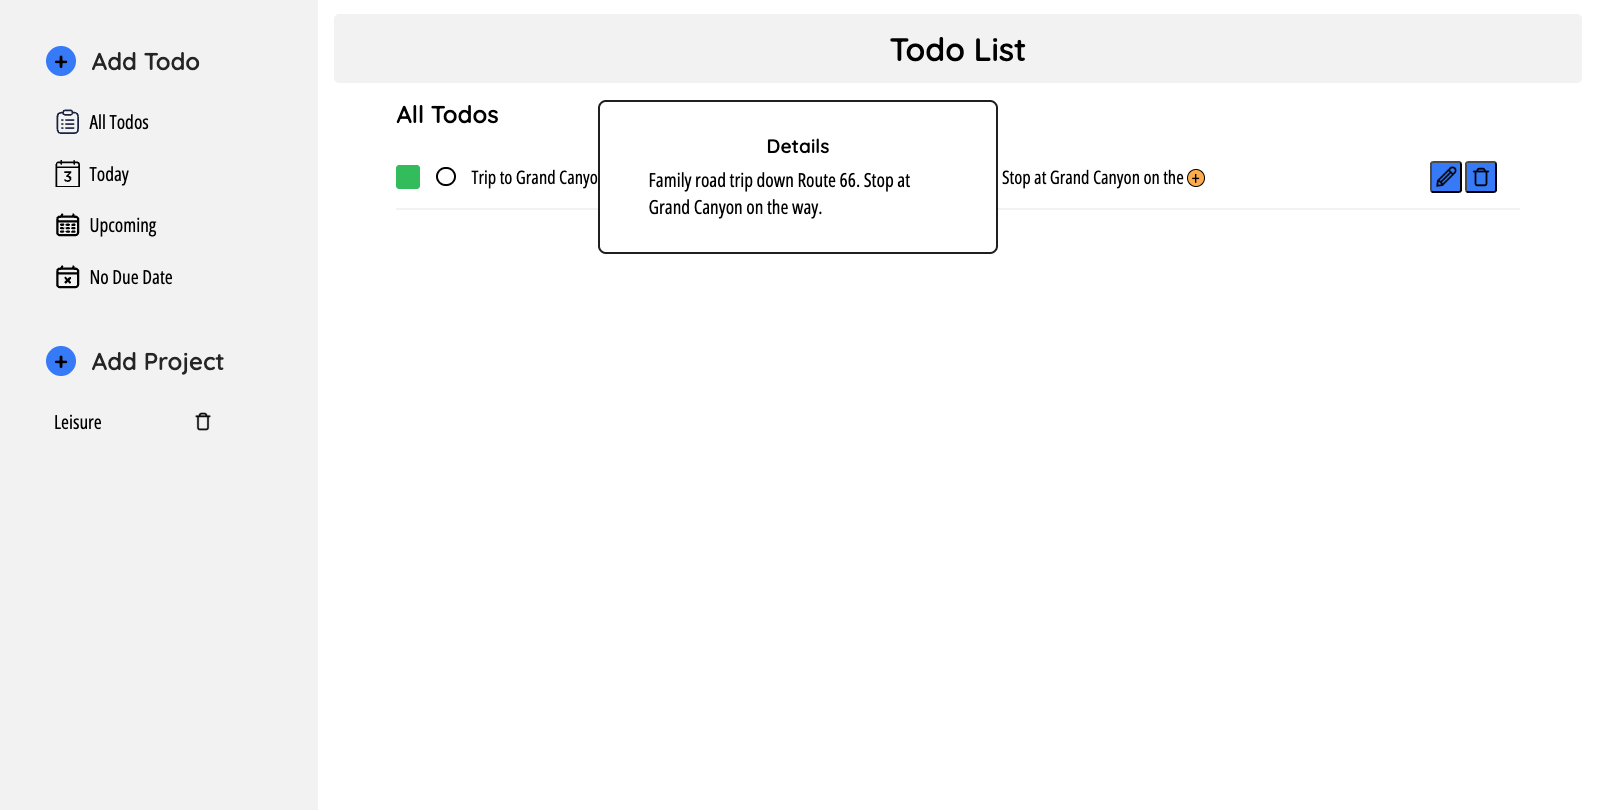 Add Todo
All Todos
3 Today
Upcoming
No Due Date
Add Project
Leisure
Todo List
All Todos
Trip to Grand Canyo
Stop at Grand Canyon on the
Details
Family road trip down Route 66. Stop at
Grand Canyon on the way.